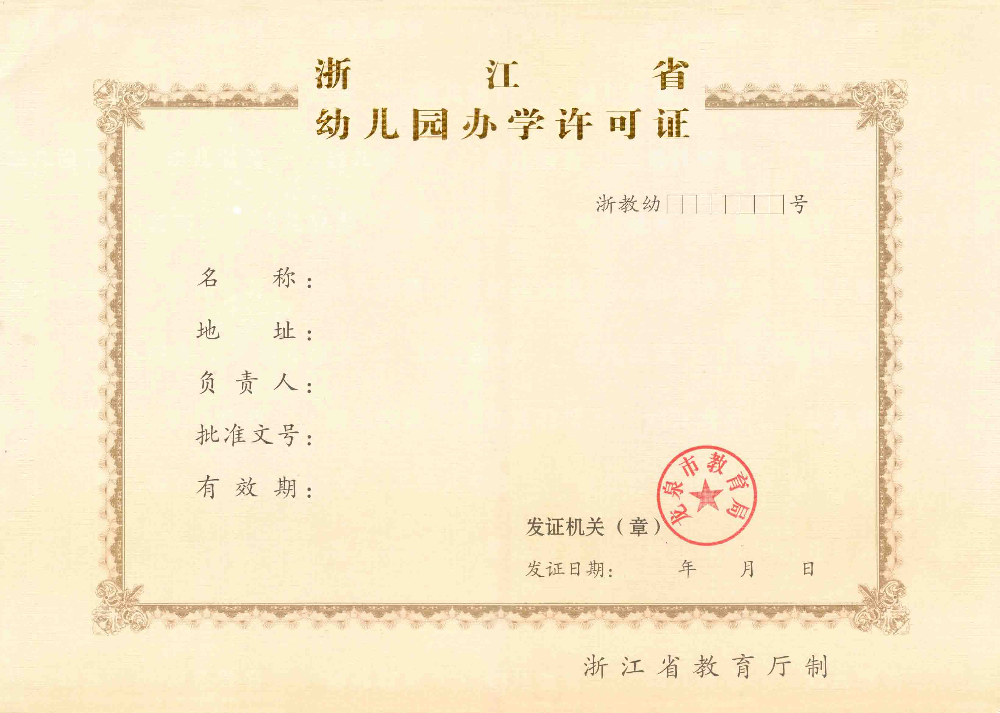 浙江省
幼儿园办学许可证
浙教幼 号
名称：
地址：
负责人：
批准文号：
有效期：
龙泉市教育局
发证机关（章）
发证日期： 年 月 日
浙江省教育厅制